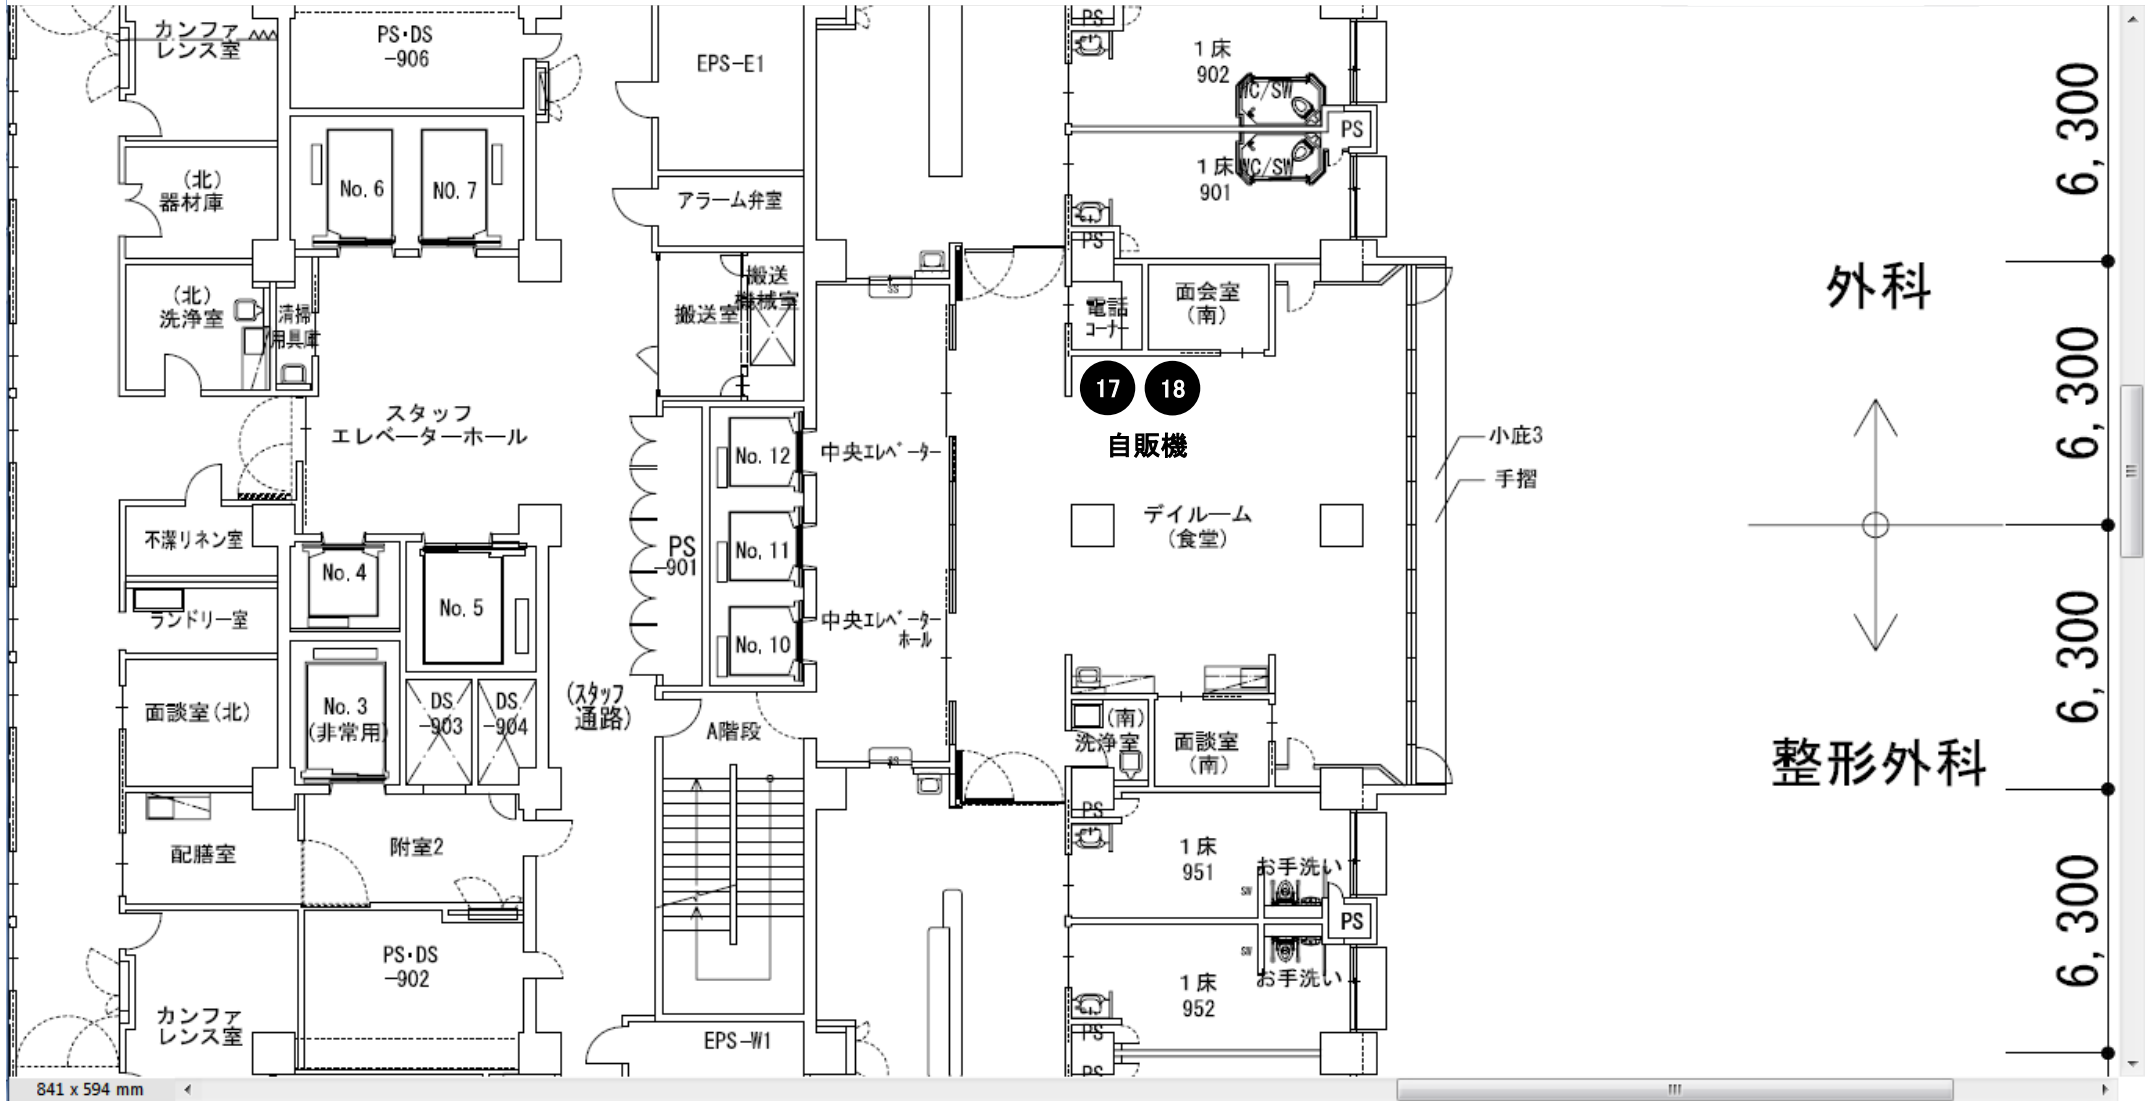 カンファ
レンス室
PS・DS
-906
EPS-E1
PS
1床
902
WC/SW
PS
1床
901
WC/SW
PS
6,300
(北)
器材庫
No.6
NO.7
アラーム弁室
(北)
洗浄室
清掃
用具庫
搬送室
搬送
機械室
SS
電話
コーナー
面会室
(南)
外科
17
18
自販機
スタッフ
エレベーターホール
No.12
中央エレベーター
6,300
小庇3
手摺
不潔リネン室
No.4
No.5
PS
-901
No.11
デイルーム
(食堂)
ランドリー室
No.10
中央エレベーター
ホール
6,300
面談室(北)
No.3
(非常用)
DS
-903
DS
-904
(スタッフ
通路)
A階段
SS
(南)
洗浄室
面談室
(南)
整形外科
PS
配膳室
附室2
1床
951
お手洗い
SW
PS
6,300
PS・DS
-902
1床
952
SW
お手洗い
PS
カンファ
レンス室
EPS-W1
PS
841 x 594 mm